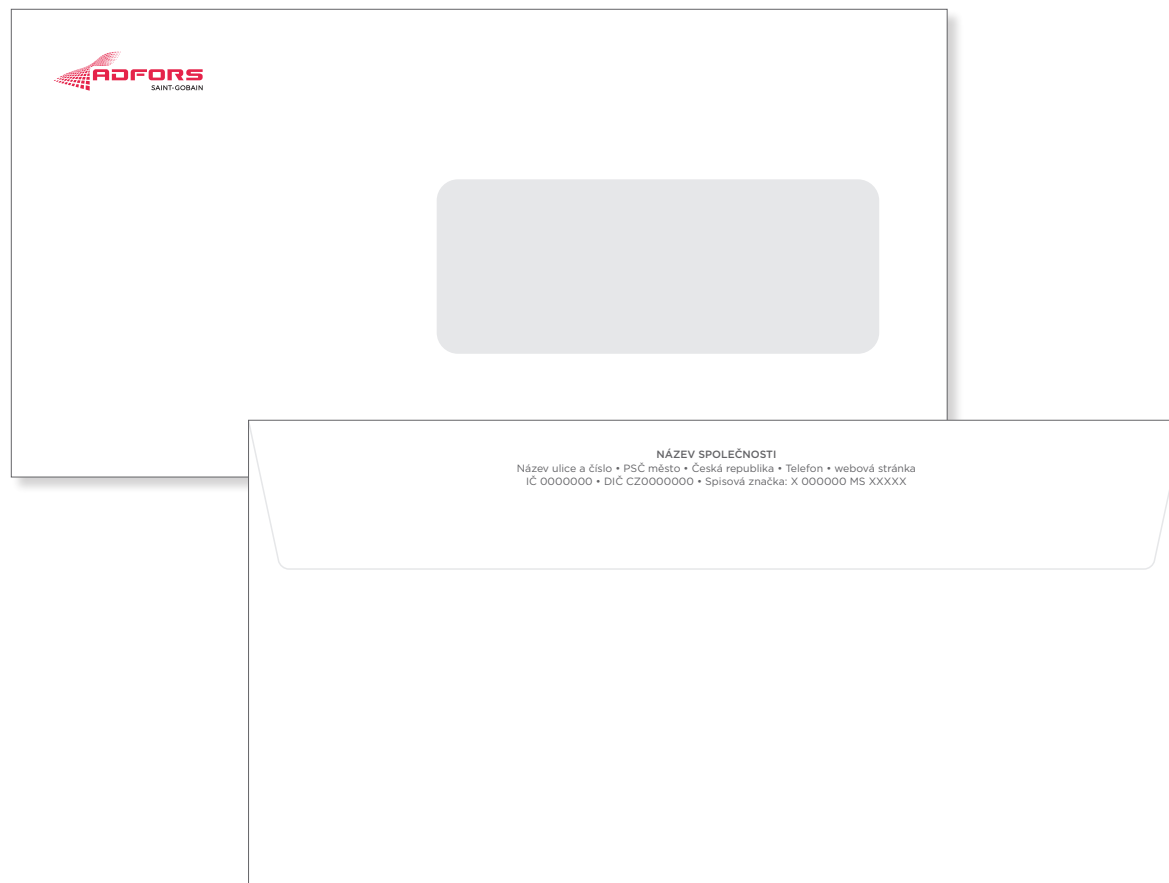 ADFORS
SAINT-GOBAIN
NÁZEV SPOLEČNOSTI
Název ulice a číslo • PSČ město • Česká republika • Telefon • webová stránka
IČ 0000000 • DIČ CZ0000000 • Spisová značka: X 000000 MS XXXXX